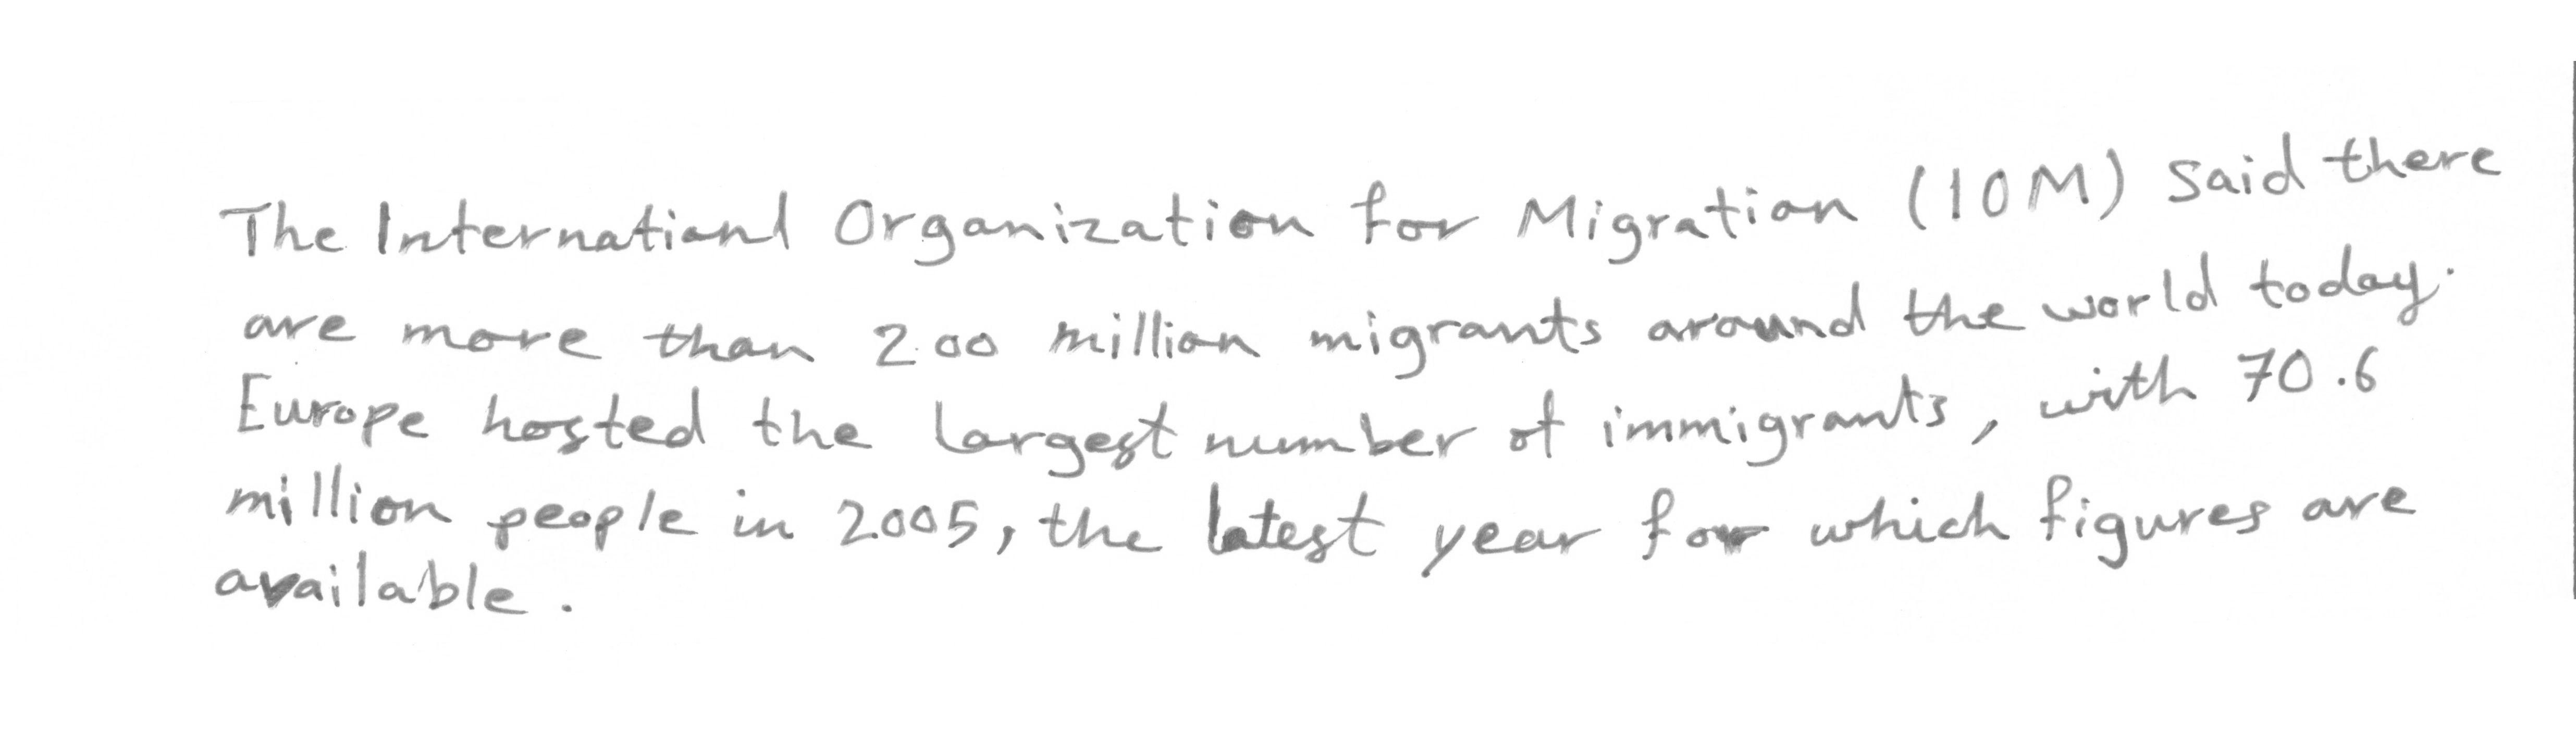 The International Organization for Migration (IOM) said there
are more than 200 million migrants around the world today.
Europe hosted the largest number of immigrants, with 70.6
million people in 2005, the latest year for which figures are
available.